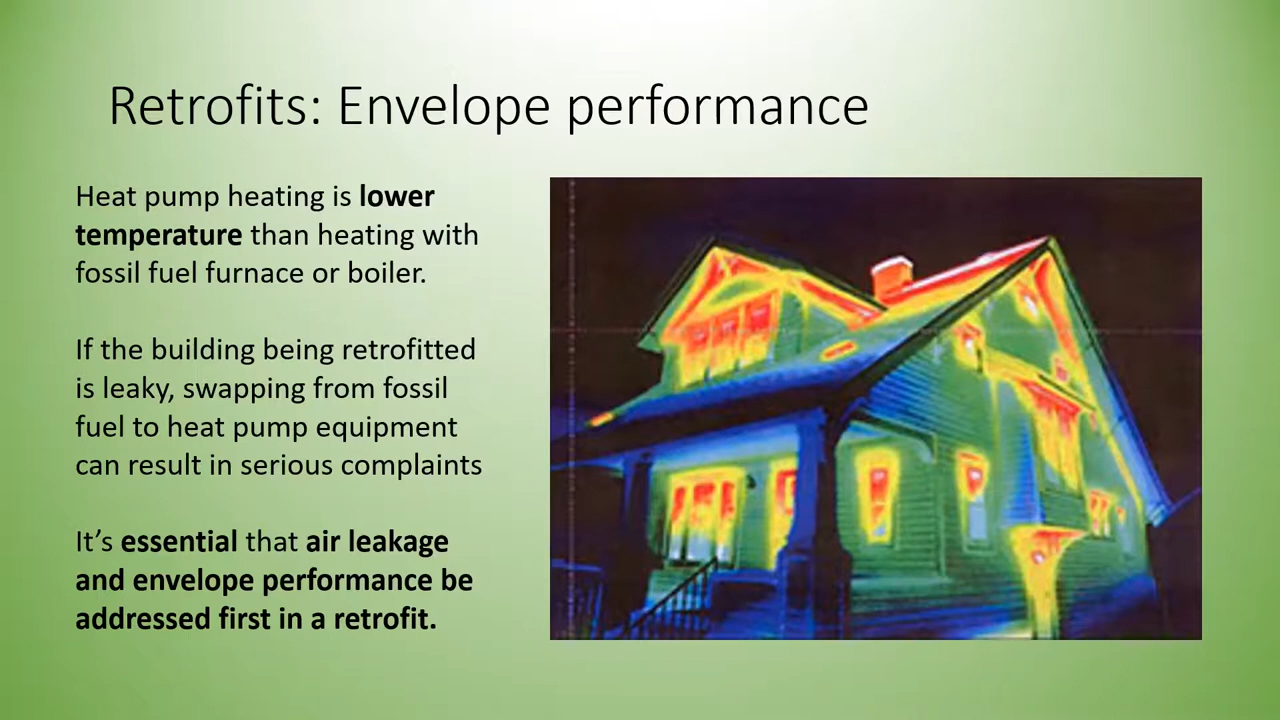 Retrofits: Envelope performance
Heat pump heating is lower
temperature than heating with
fossil fuel furnace or boiler.
If the building being retrofitted
is leaky, swapping from fossil
fuel to heat pump equipment
can result in serious complaints
It’s essential that air leakage
and envelope performance be
addressed first in a retrofit.